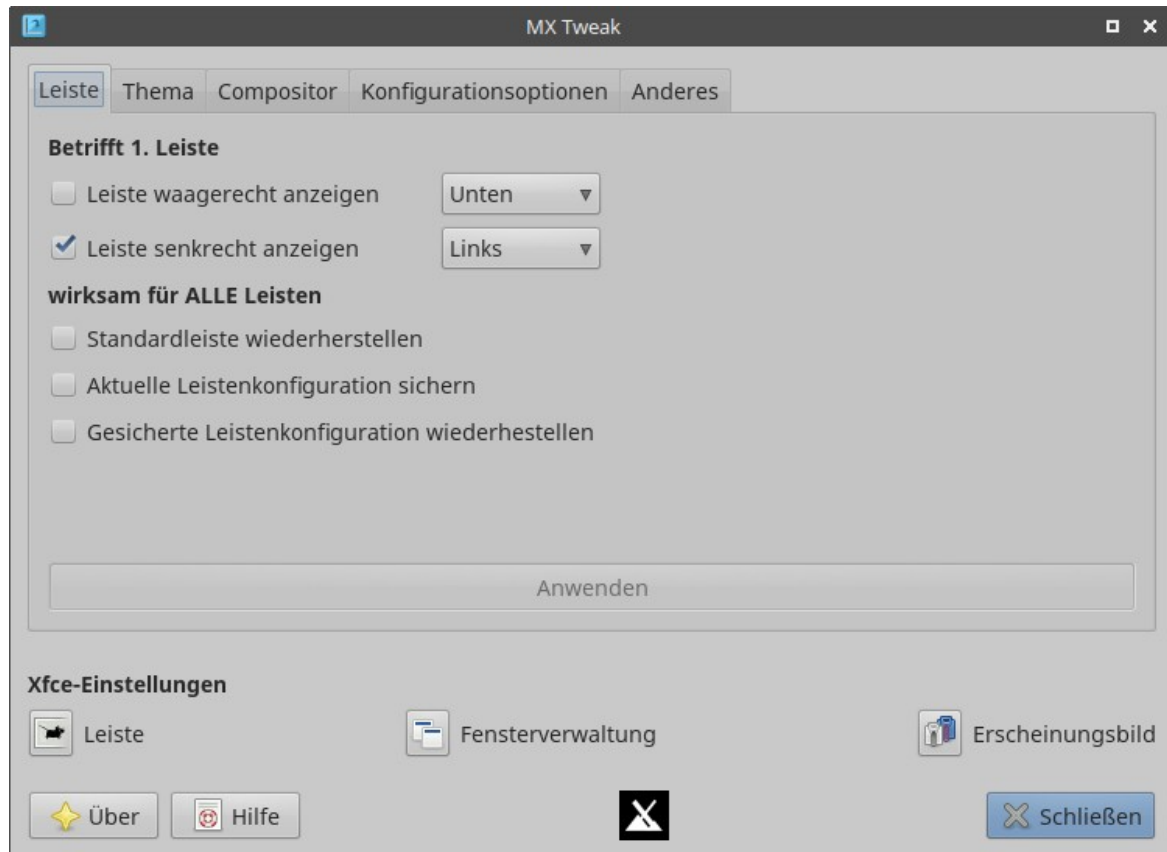 MX Tweak
Leiste Thema Compositor Konfigurationsoptionen Anderes
Betrifft 1. Leiste
Leiste waagerecht anzeigen Unten
Leiste senkrecht anzeigen Links
wirksam für ALLE Leisten
Standardleiste wiederherstellen
Aktuelle Leistenkonfiguration sichern
Gesicherte Leistenkonfiguration wiederhestellen
Anwenden
Xfce-Einstellungen
Leiste Fensterverwaltung Erscheinungsbild
Über Hilfe Schließen